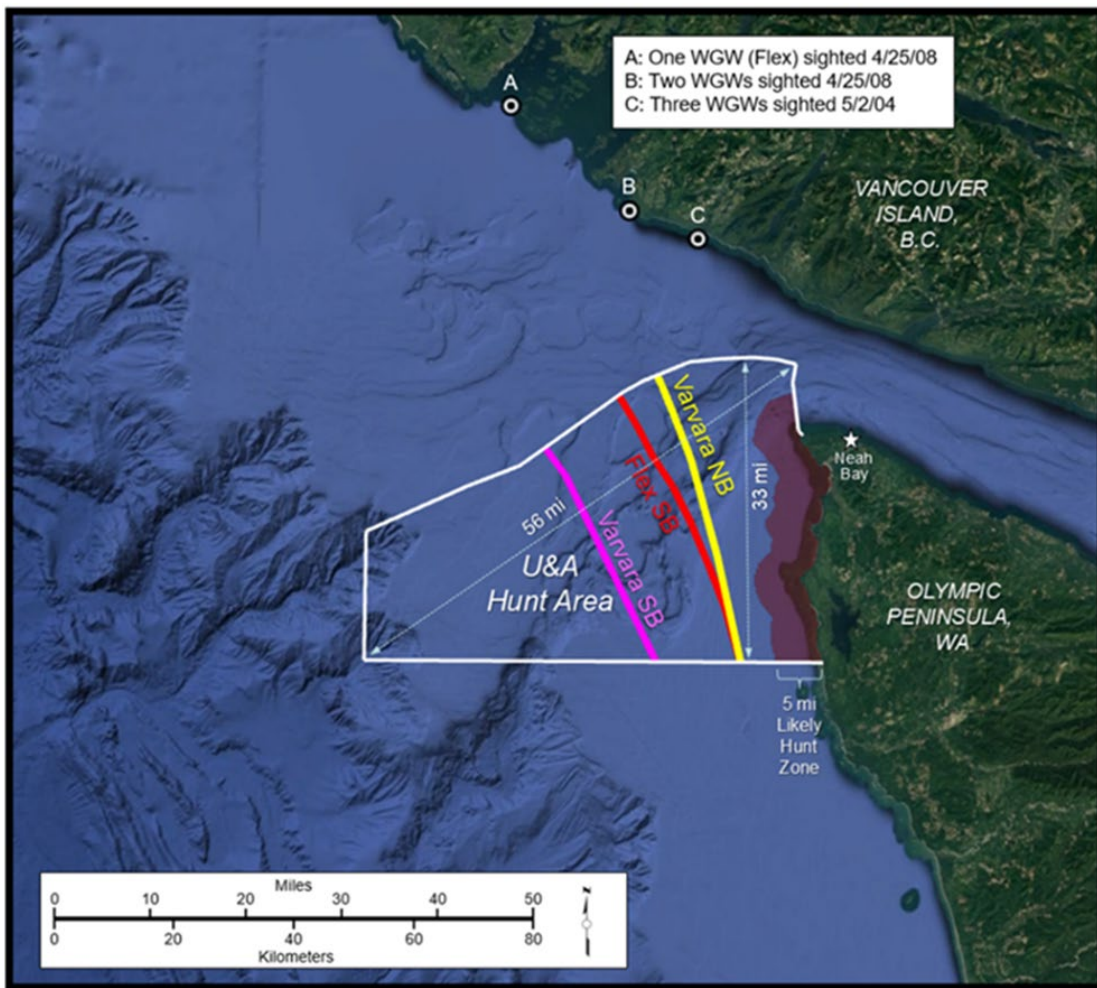 A: One WGW (Flex) sighted 4/25/08
B: Two WGWs sighted 4/25/08
C: Three WGWs sighted 5/2/04
A
B
C
VANCOUVER
ISLAND,
B.C.
Varvara NB
Flex SB
Varvara SB
56 mi
33 mi
Neah
Bay
U&A
Hunt Area
OLYMPIC
PENINSULA,
WA
5 mi
Likely
Hunt
Zone
Miles
0 10 20 30 40 50
0 20 40 60 80
Kilometers
N